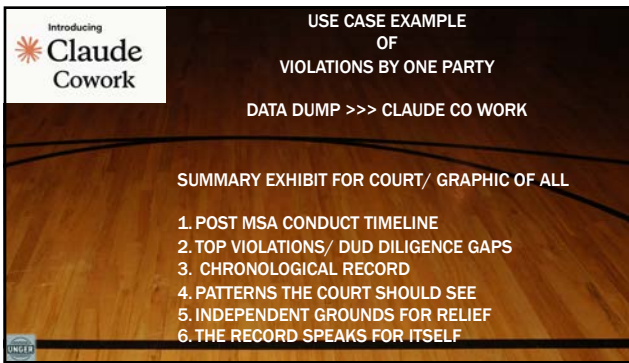 Introducing
Claude
Cowork
USE CASE EXAMPLE
OF
VIOLATIONS BY ONE PARTY
DATA DUMP >>> CLAUDE CO WORK
SUMMARY EXHIBIT FOR COURT/ GRAPHIC OF ALL
1. POST MSA CONDUCT TIMELINE
2. TOP VIOLATIONS/ DUD DILIGENCE GAPS
3. CHRONOLOGICAL RECORD
4. PATTERNS THE COURT SHOULD SEE
5. INDEPENDENT GROUNDS FOR RELIEF
6. THE RECORD SPEAKS FOR ITSELF
UNGER